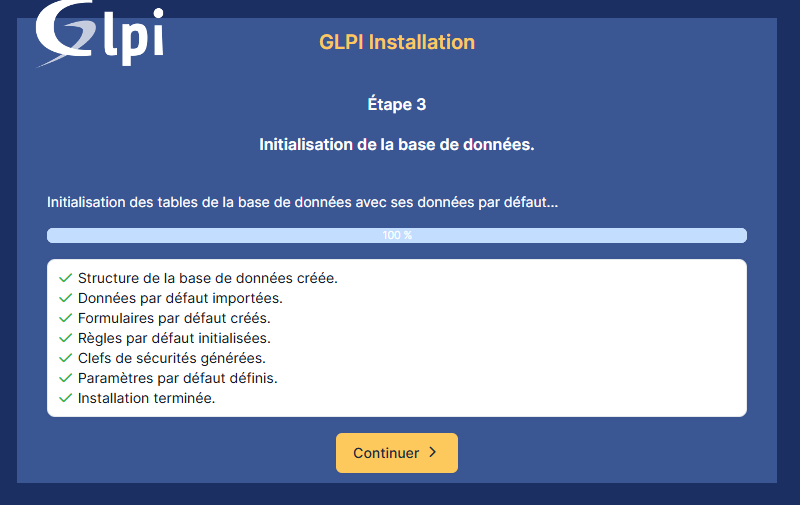 Glpi
GLPI Installation
Étape 3
Initialisation de la base de données.
Initialisation des tables de la base de données avec ses données par défaut...
100 %
Structure de la base de données créée.
Données par défaut importées.
Formulaires par défaut créés.
Règles par défaut initialisées.
Clefs de sécurités générées.
Paramètres par défaut définis.
Installation terminée.
Continuer